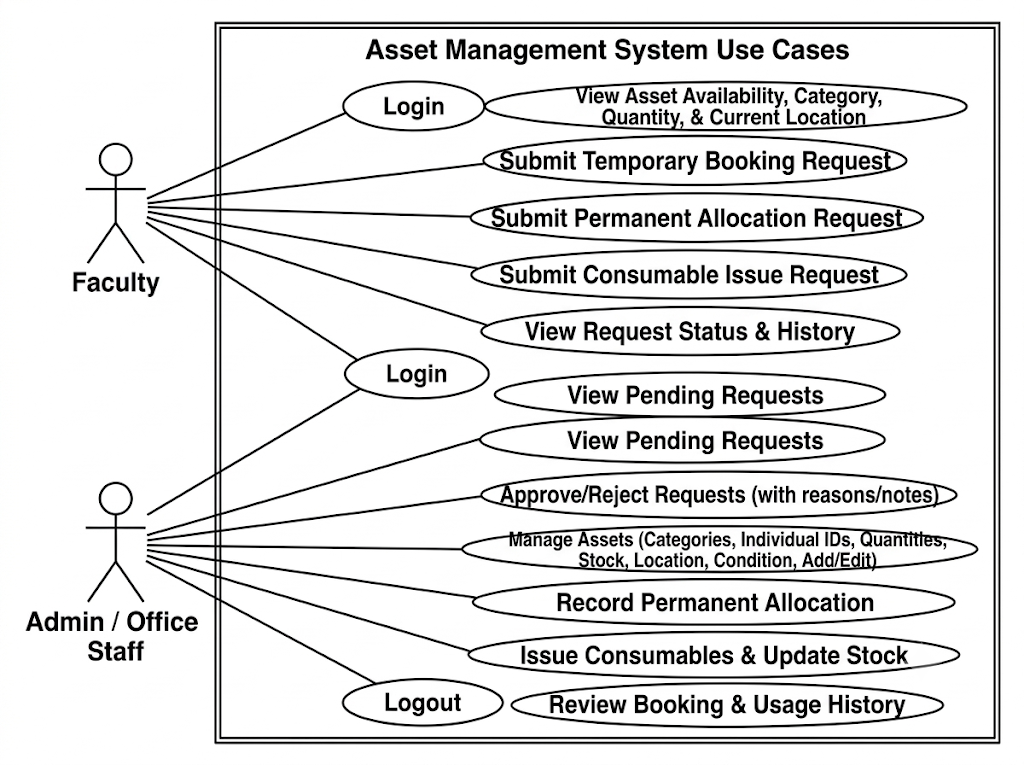 Asset Management System Use Cases
Login
View Asset Availability, Category,
Quantity, & Current Location
Submit Temporary Booking Request
Submit Permanent Allocation Request
Submit Consumable Issue Request
View Request Status & History
Faculty
Login
View Pending Requests
View Pending Requests
Approve/Reject Requests (with reasons/notes)
Manage Assets (Categories, Individual IDs, Quantities,
Stock, Location, Condition, Add/Edit)
Record Permanent Allocation
Admin / Office
Staff
Issue Consumables & Update Stock
Logout
Review Booking & Usage History